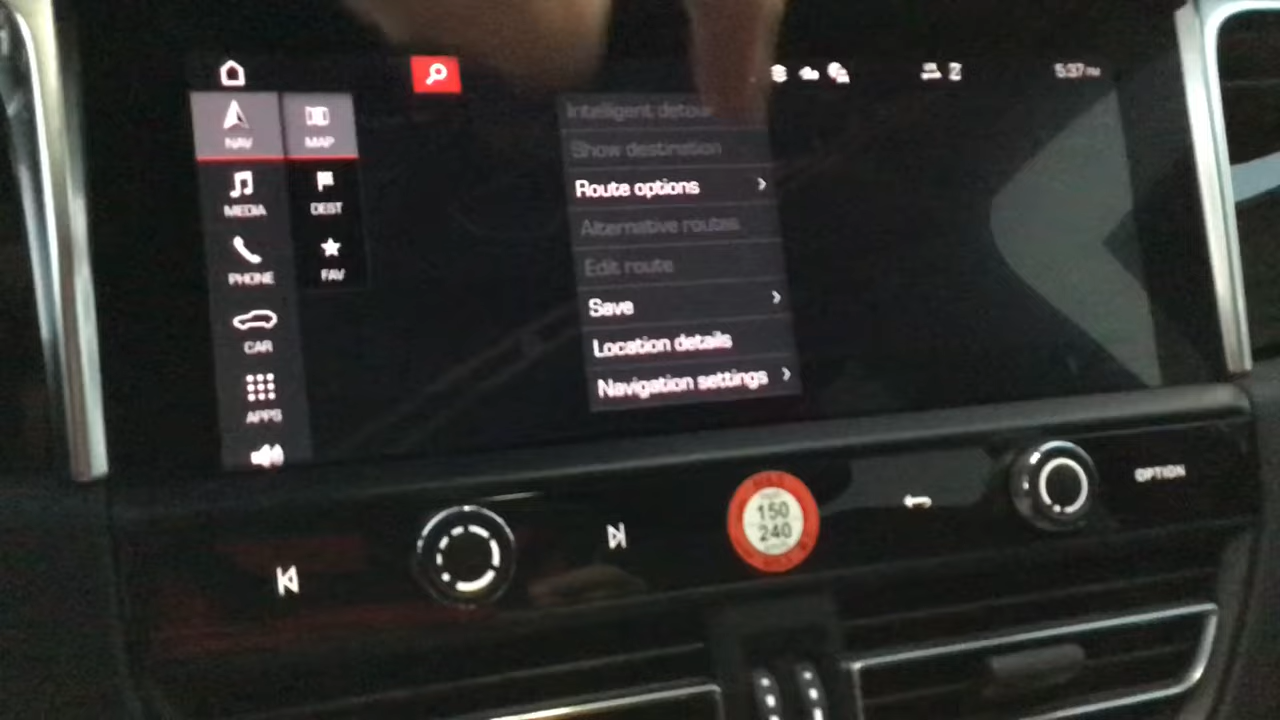 5:37 PM
NAV
MAP
MEDIA
DEST
PHONE
FAV
CAR
APPS
Intelligent detour
Show destination
Route options
Alternative routes
Edit route
Save
Location details
Navigation settings
OPTION
150
240